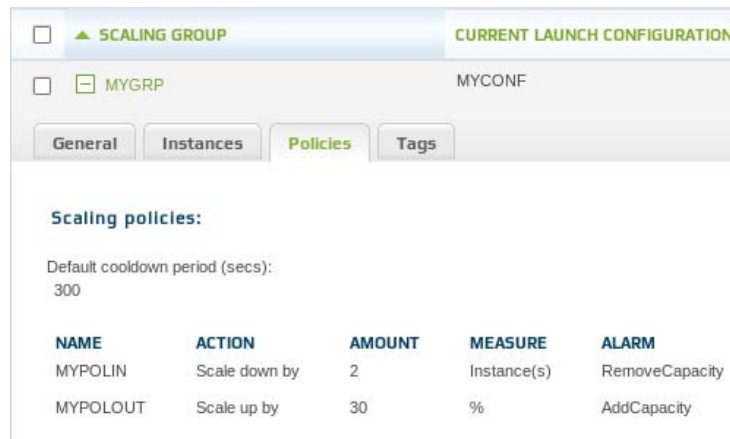 SCALING GROUP CURRENT LAUNCH CONFIGURATION
MYGRP MYCONF
General Instances Policies Tags
Scaling policies:
Default cooldown period (secs):
300
NAME ACTION AMOUNT MEASURE ALARM
MYPOLIN Scale down by 2 Instance(s) RemoveCapacity
MYPOLOUT Scale up by 30 % AddCapacity